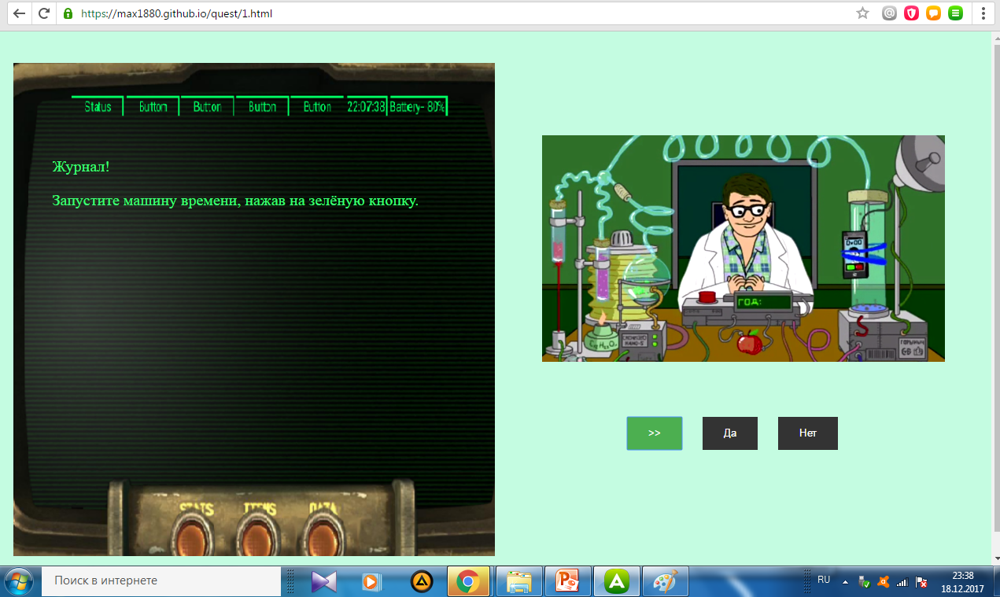 https://max1880.github.io/quest/1.html
Status Button Button Button Button 22:07:38 Battery- 80%
Журнал!
Запустите машину времени, нажав на зелёную кнопку.
STATS ITEMS DATA
0v00
ГОД:
ГОРЫНЫЧ
>> Да Нет
Поиск в интернете
RU
23:38
18.12.2017